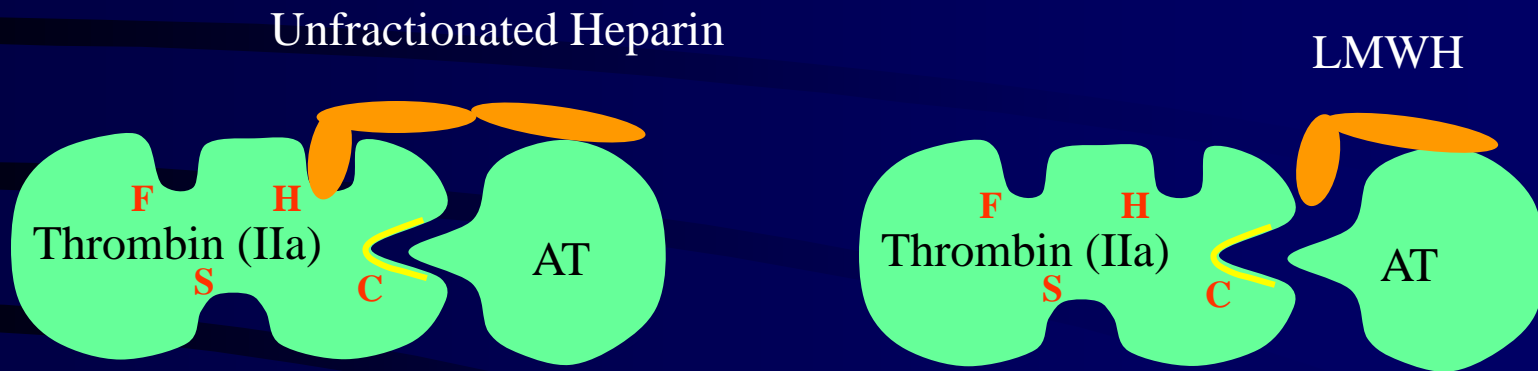 Unfractionated Heparin
LMWH
F
H
Thrombin (IIa)
S
C
AT
F
H
Thrombin (IIa)
S
C
AT